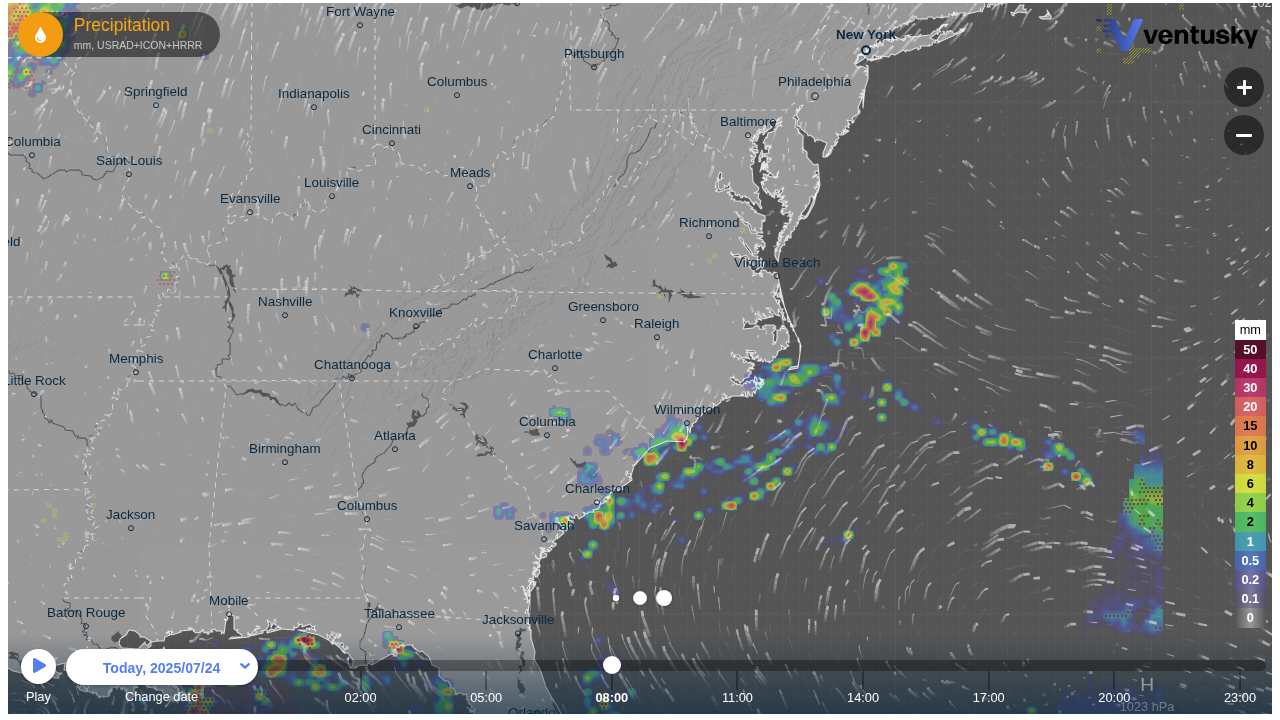 Precipitation
mm, USRAD+ICON+HRRR
Fort Wayne
New York
ventusky
Pittsburgh
Springfield
Indianapolis
Columbus
Philadelphia
+
Columbia
Cincinnati
Baltimore
−
Saint Louis
Louisville
Meads
Evansville
Richmond
eld
Virginia Beach
Nashville
Knoxville
Greensboro
Raleigh
mm
50
Memphis
Chattanooga
Charlotte
40
Little Rock
30
Columbia
Wilmington
20
Birmingham
Atlanta
15
10
8
Charleston
6
Jackson
Columbus
Savannah
4
2
1
0.5
0.2
Baton Rouge
Mobile
Tallahassee
Jacksonville
0.1
0
Today, 2025/07/24
Play
Change date
02:00
05:00
08:00
11:00
14:00
17:00
20:00
23:00
H
1023 hPa
Orlando